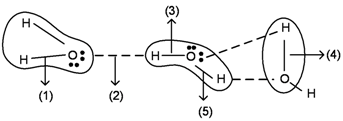 (3)
H H
H O H O (4)
H O
(1) (2) (5) H